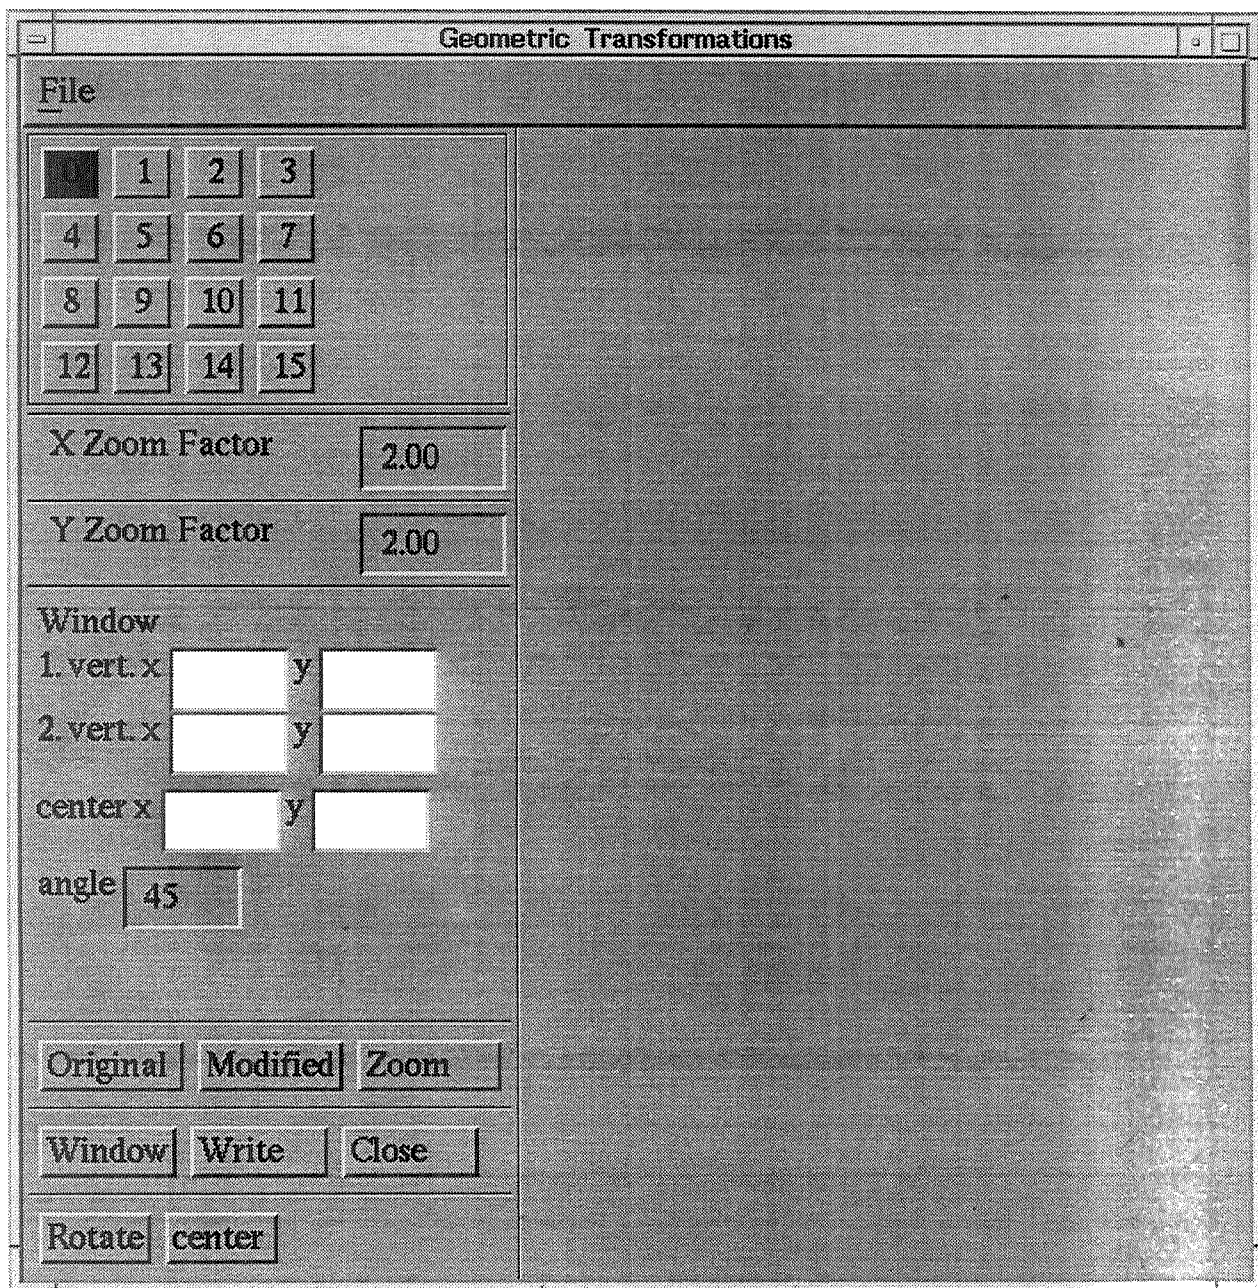 Geometric Transformations
File
0 1 2 3
4 5 6 7
8 9 10 11
12 13 14 15
X Zoom Factor 2.00
Y Zoom Factor 2.00
Window
1. vert. x y
2. vert. x y
center x y
angle 45
Original Modified Zoom
Window Write Close
Rotate center